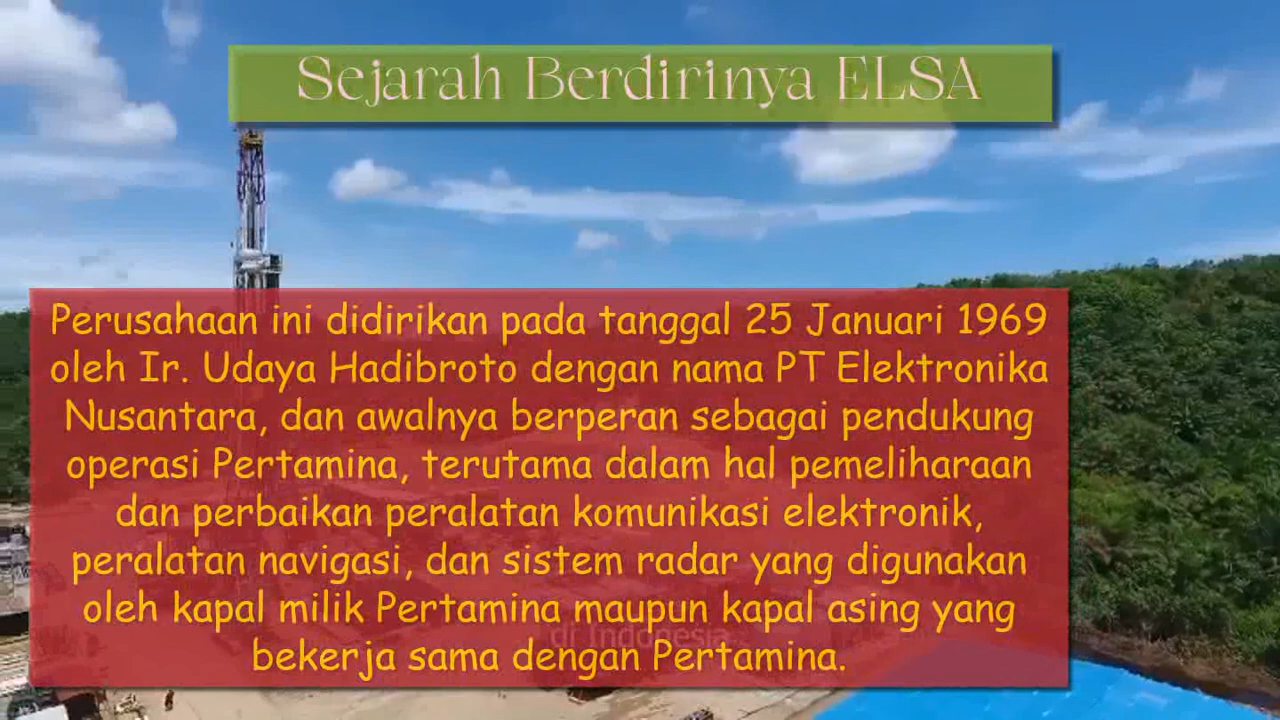 Sejarah Berdirinya ELSA
Perusahaan ini didirikan pada tanggal 25 Januari 1969
oleh Ir. Udaya Hadibroto dengan nama PT Elektronika
Nusantara, dan awalnya berperan sebagai pendukung
operasi Pertamina, terutama dalam hal pemeliharaan
dan perbaikan peralatan komunikasi elektronik,
peralatan navigasi, dan sistem radar yang digunakan
oleh kapal milik Pertamina maupun kapal asing yang
dr Indonesia
bekerja sama dengan Pertamina.